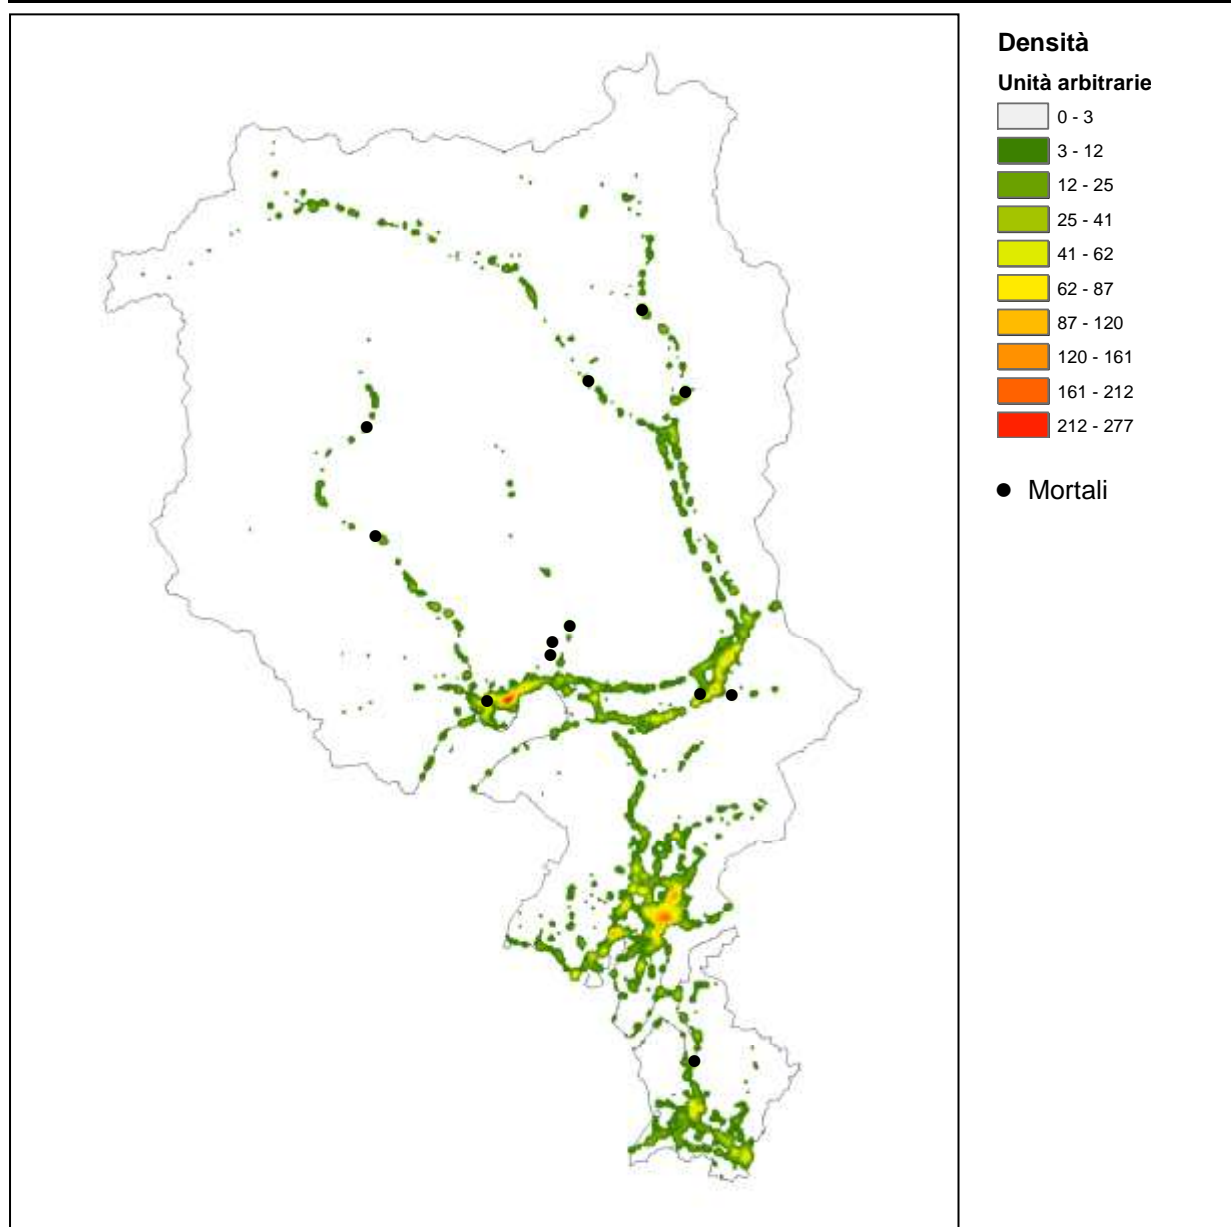 Densità
Unità arbitrarie
0 - 3
3 - 12
12 - 25
25 - 41
41 - 62
62 - 87
87 - 120
120 - 161
161 - 212
212 - 277
Mortali